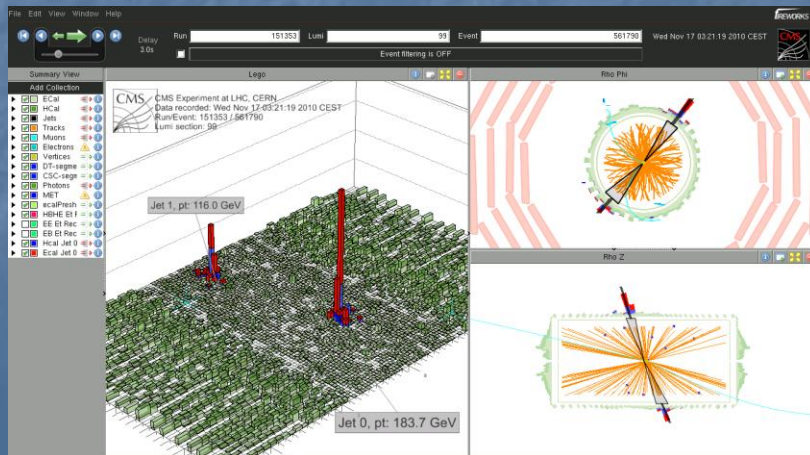 File Edit View Window Help
FIREWORKS
Delay
3.0s
Run 151353 Lumi 99 Event 561790 Wed Nov 17 03:21:19 2010 CEST
Event filtering is OFF
CMS
Summary View
Add Collection
ECal
HCal
Jets
Tracks
Muons
Electrons
Vertices
DT-segme
CSC-segm
Photons
MET
ecalPresh
HBHE Et F
EE Et Rec
EB Et Rec
Hcal Jet 0
Ecal Jet 0
Lego
CMS
CMS Experiment at LHC, CERN
Data recorded: Wed Nov 17 03:21:19 2010 CEST
Run/Event: 151353 / 561790
Lumi section: 99
Jet 1, pt: 116.0 GeV
Jet 0, pt: 183.7 GeV
Rho Phi
Rho Z